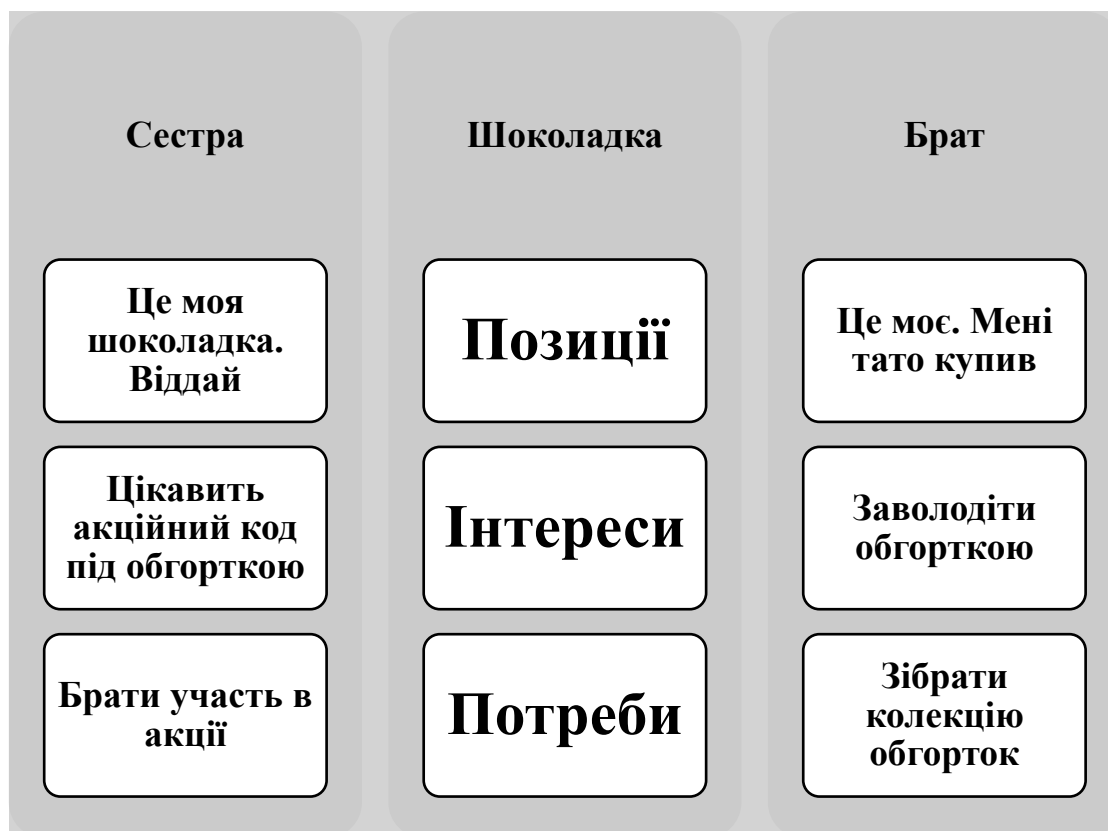 Сестра
Шоколадка
Брат
Це моя
шоколадка.
Віддай
Позиції
Це моє. Мені
тато купив
Цікавить
акційний код
під обгорткою
Інтереси
Заволодіти
обгорткою
Брати участь в
акції
Потреби
Зібрати
колекцію
обгорток